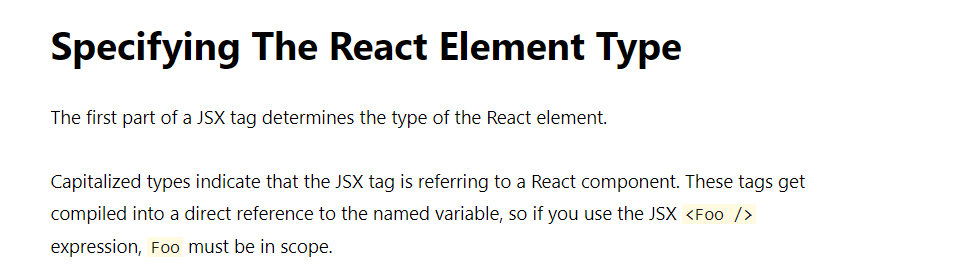 Specifying The React Element Type
The first part of a JSX tag determines the type of the React element.
Capitalized types indicate that the JSX tag is referring to a React component. These tags get
compiled into a direct reference to the named variable, so if you use the JSX <Foo />
expression, Foo must be in scope.